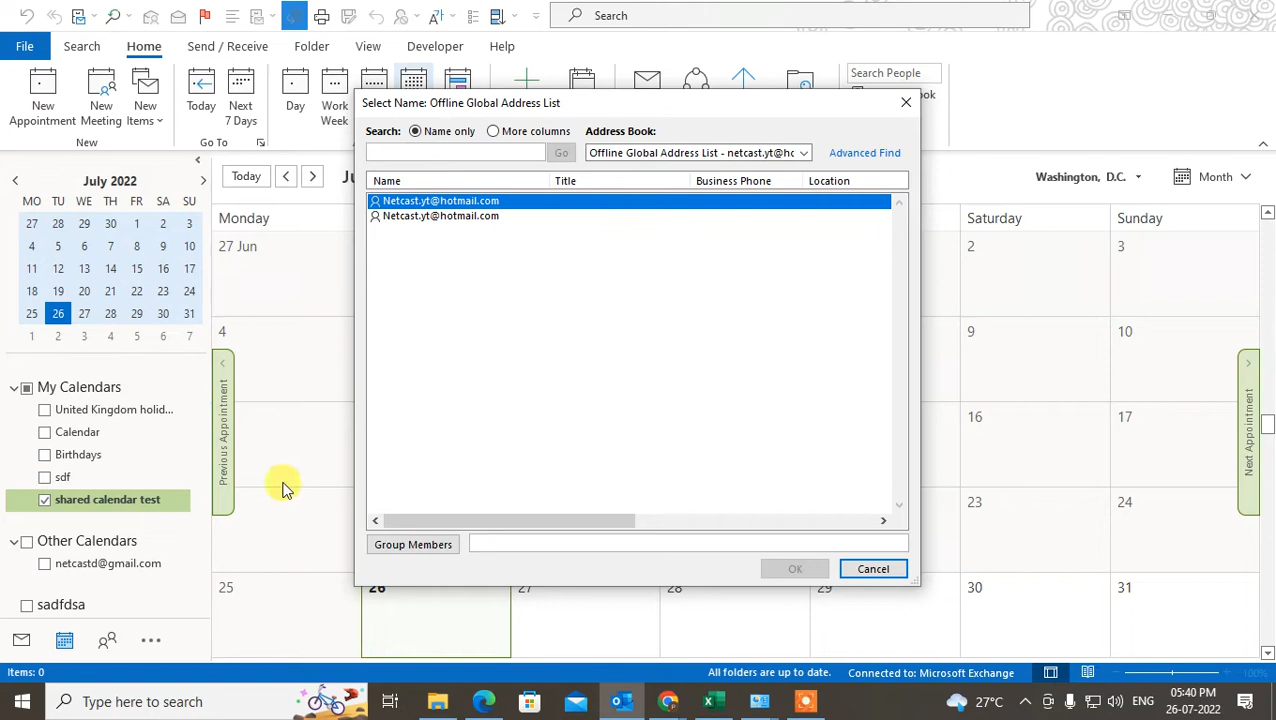 Search
File
Search
Home
Send / Receive
Folder
View
Developer
Help
New Appointment
New Meeting
New Items
Today
Next 7 Days
Day
Work Week
Search People
New
Go To
Select Name: Offline Global Address List
Search:
Name only
More columns
Address Book:
Go
Offline Global Address List - netcast.yt@hc
Advanced Find
Name
Title
Business Phone
Location
Netcast.yt@hotmail.com
Netcast.yt@hotmail.com
Group Members
OK
Cancel
July 2022
MO TU WE TH FR SA SU
27 28 29 30 1 2 3
4 5 6 7 8 9 10
11 12 13 14 15 16 17
18 19 20 21 22 23 24
25 26 27 28 29 30 31
1 2 3 4 5 6 7
My Calendars
United Kingdom holid...
Calendar
Birthdays
sdf
shared calendar test
Other Calendars
netcastd@gmail.com
sadfdsa
Today
Washington, D.C.
Month
Monday
Saturday
Sunday
27 Jun
2
3
4
9
10
16
17
23
24
25
26
27
28
29
30
31
Previous Appointment
Next Appointment
Items: 0
All folders are up to date.
Connected to: Microsoft Exchange
100%
Type here to search
27°C
ENG
05:40 PM
26-07-2022